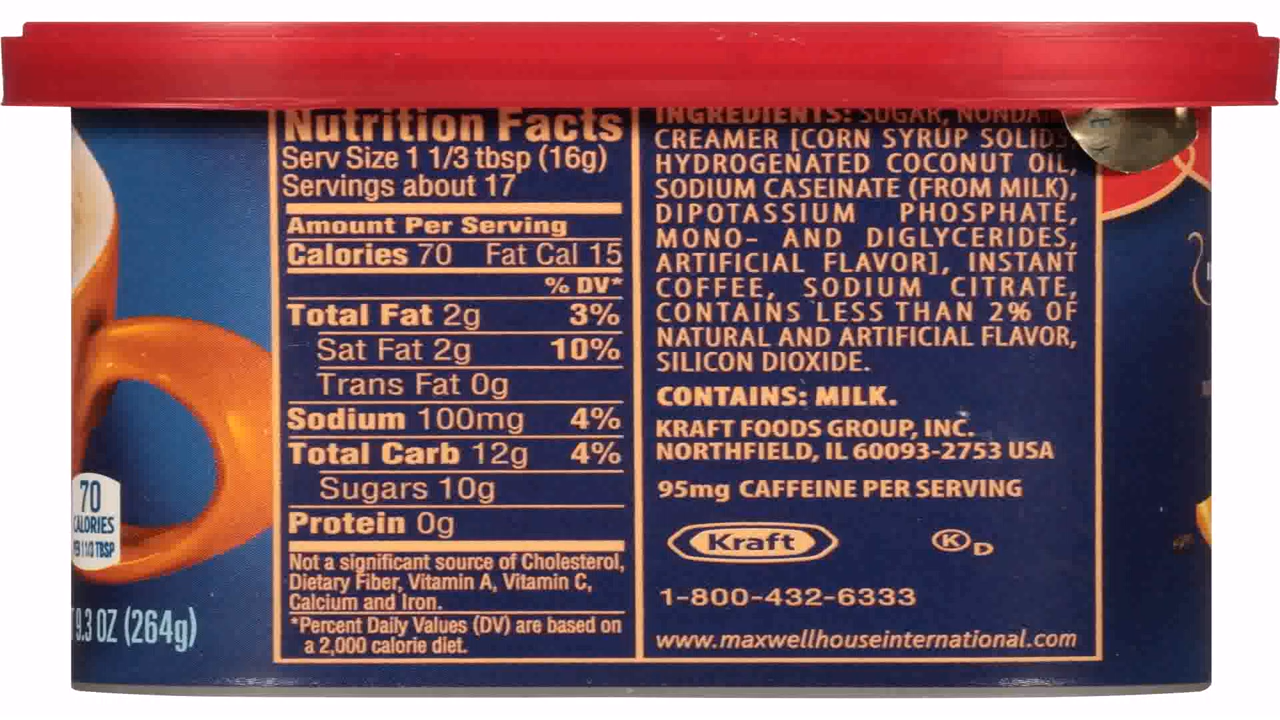 Nutrition Facts
Serv Size 1 1/3 tbsp (16g)
Servings about 17
Amount Per Serving
Calories 70 Fat Cal 15
% DV*
Total Fat 2g 3%
Sat Fat 2g 10%
Trans Fat 0g
Sodium 100mg 4%
Total Carb 12g 4%
Sugars 10g
Protein 0g
Not a significant source of Cholesterol,
Dietary Fiber, Vitamin A, Vitamin C,
Calcium and Iron.
*Percent Daily Values (DV) are based on
a 2,000 calorie diet.
INGREDIENTS: SUGAR,
CREAMER [CORN SYRUP SOLIDS,
HYDROGENATED COCONUT OIL,
SODIUM CASEINATE (FROM MILK),
DIPOTASSIUM PHOSPHATE,
MONO- AND DIGLYCERIDES,
ARTIFICIAL FLAVOR], INSTANT
COFFEE, SODIUM CITRATE,
CONTAINS LESS THAN 2% OF
NATURAL AND ARTIFICIAL FLAVOR,
SILICON DIOXIDE.
CONTAINS: MILK.
KRAFT FOODS GROUP, INC.
NORTHFIELD, IL 60093-2753 USA
95mg CAFFEINE PER SERVING
Kraft
K D
1-800-432-6333
www.maxwellhouseinternational.com
70
CALORIES
TBSP
9.3 OZ (264g)